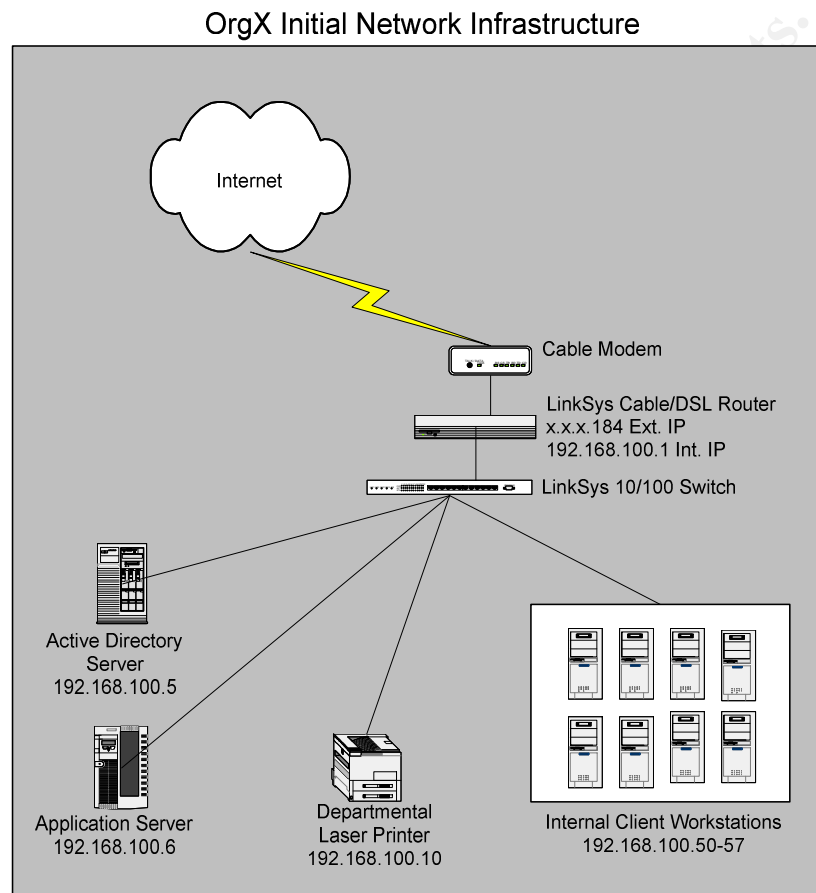 OrgX Initial Network Infrastructure
Internet
Cable Modem
LinkSys Cable/DSL Router
x.x.x.184 Ext. IP
192.168.100.1 Int. IP
LinkSys 10/100 Switch
Active Directory
Server
192.168.100.5
Application Server
192.168.100.6
Departmental
Laser Printer
192.168.100.10
Internal Client Workstations
192.168.100.50-57